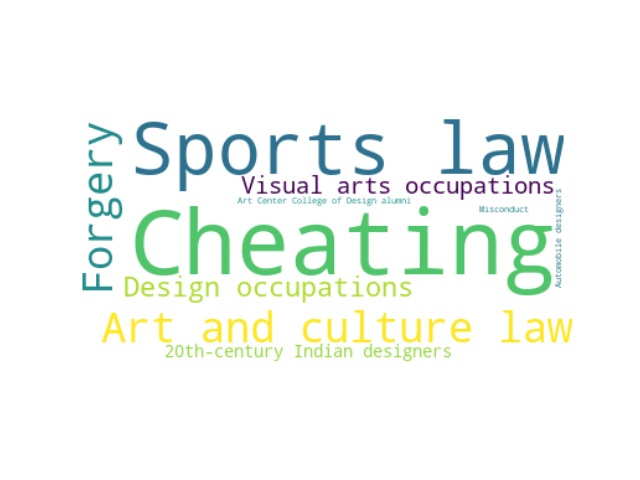 Forgery
Sports law
Visual arts occupations
Art Center College of Design alumni
Misconduct
Automobile designers
Cheating
Design occupations
Art and culture law
20th-century Indian designers